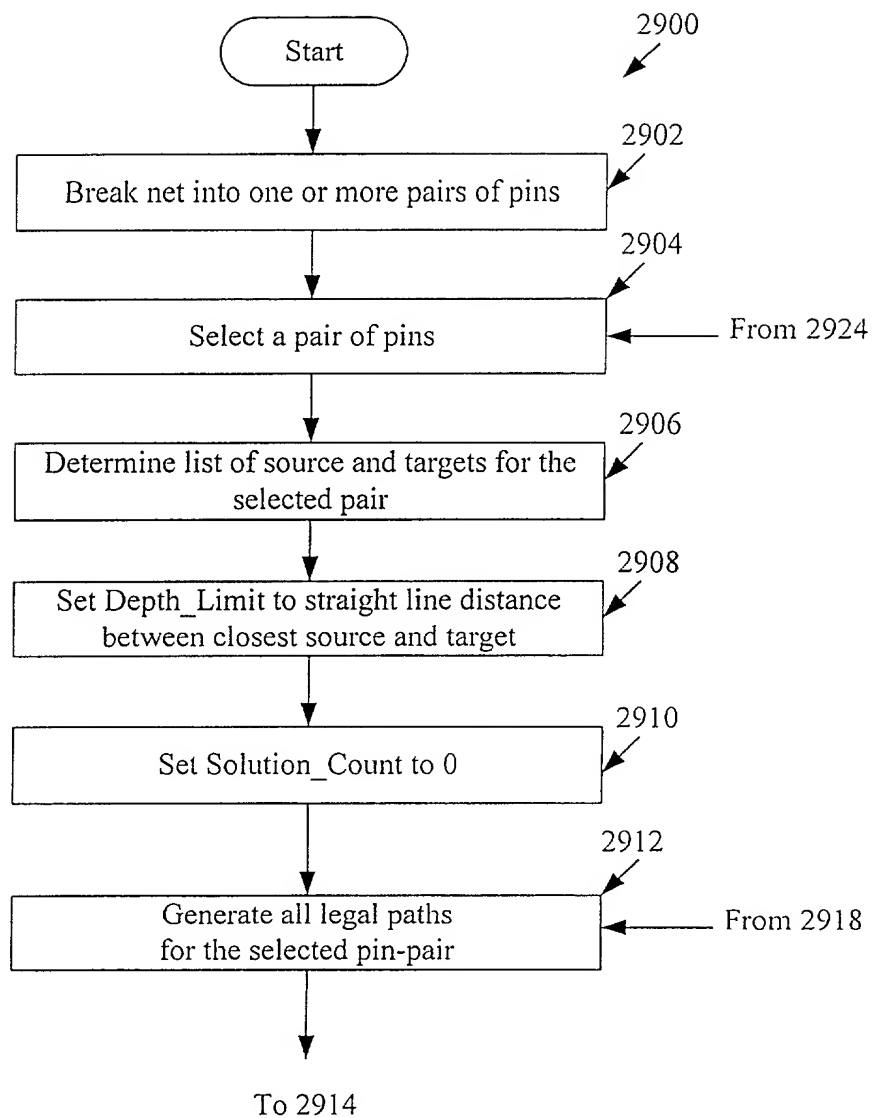 Start
2900
2902
Break net into one or more pairs of pins
2904
Select a pair of pins
From 2924
2906
Determine list of source and targets for the
selected pair
2908
Set Depth_Limit to straight line distance
between closest source and target
2910
Set Solution_Count to 0
2912
Generate all legal paths
for the selected pin-pair
From 2918
To 2914